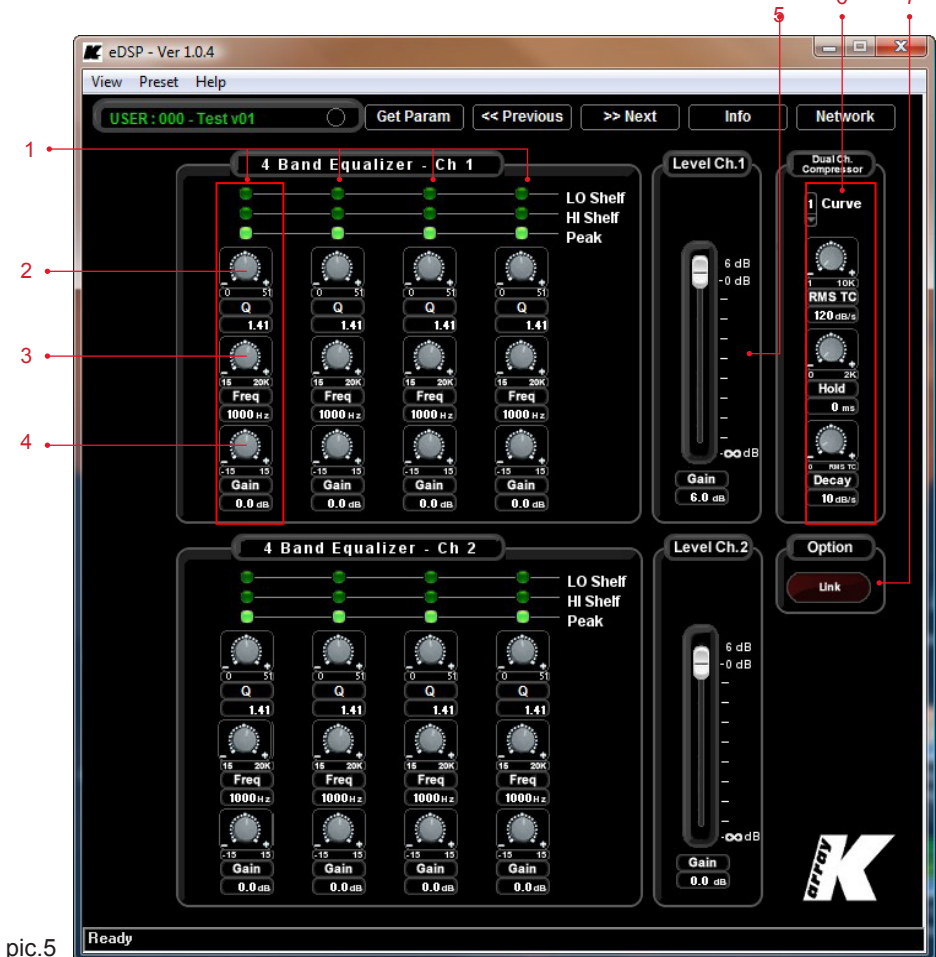 5 6 7
eDSP - Ver 1.0.4
View Preset Help
USER : 000 - Test v01 Get Param << Previous >> Next Info Network
1
4 Band Equalizer - Ch 1
LO Shelf
HI Shelf
Peak
2
0 51 0 51 0 51 0 51
Q Q Q Q
1.41 1.41 1.41 1.41
3
15 20K 15 20K 15 20K 15 20K
Freq Freq Freq Freq
1000 Hz 1000 Hz 1000 Hz 1000 Hz
4
-15 15 -15 15 -15 15 -15 15
Gain Gain Gain Gain
0.0 dB 0.0 dB 0.0 dB 0.0 dB
Level Ch.1
6 dB
-0 dB
-∞ dB
Gain
6.0 dB
Dual Ch.
Compressor
1 Curve
1 10K
RMS TC
120 dB/s
0 2K
Hold
0 ms
0 RMS TC
Decay
10 dB/s
4 Band Equalizer - Ch 2
LO Shelf
HI Shelf
Peak
0 51 0 51 0 51 0 51
Q Q Q Q
1.41 1.41 1.41 1.41
15 20K 15 20K 15 20K 15 20K
Freq Freq Freq Freq
1000 Hz 1000 Hz 1000 Hz 1000 Hz
-15 15 -15 15 -15 15 -15 15
Gain Gain Gain Gain
0.0 dB 0.0 dB 0.0 dB 0.0 dB
Level Ch.2
6 dB
-0 dB
-∞ dB
Gain
0.0 dB
Option
Link
K array
Ready
pic.5